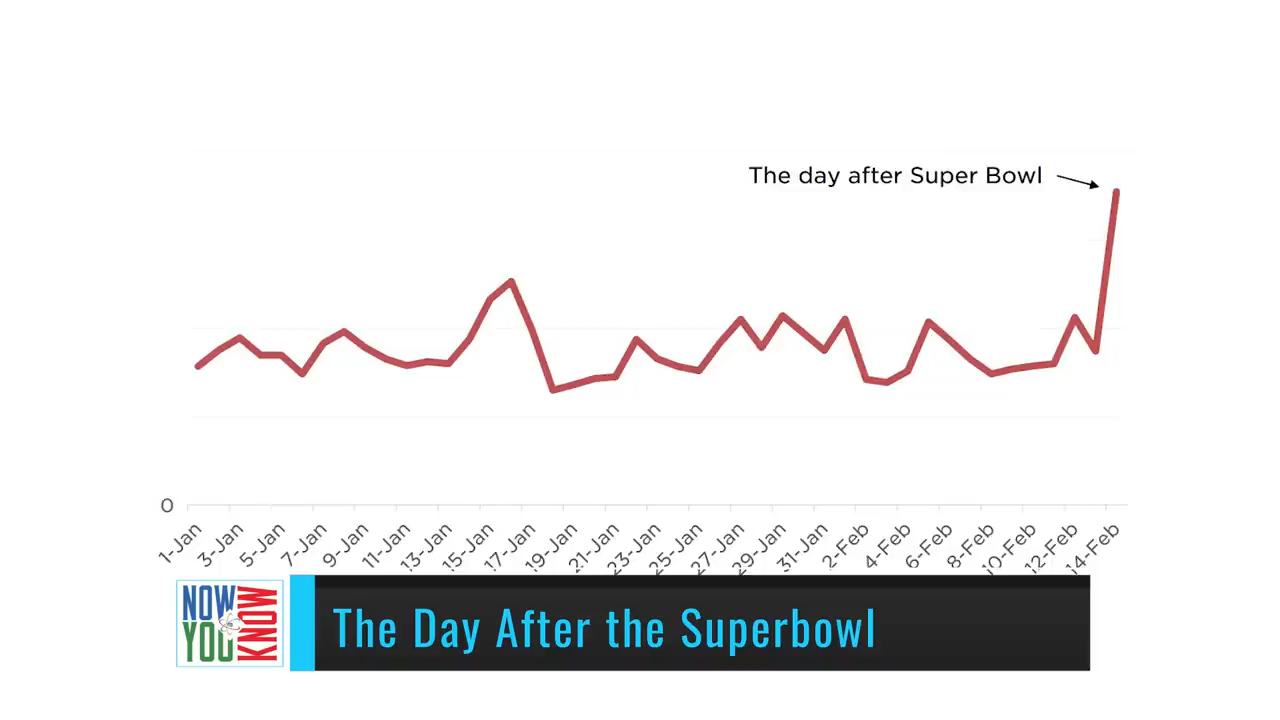 The day after Super Bowl
0
1-Jan
3-Jan
5-Jan
7-Jan
9-Jan
11-Jan
13-Jan
15-Jan
17-Jan
19-Jan
21-Jan
23-Jan
25-Jan
27-Jan
29-Jan
31-Jan
2-Feb
4-Feb
6-Feb
8-Feb
10-Feb
12-Feb
14-Feb
NOW
YOU
KNOW
The Day After the Superbowl